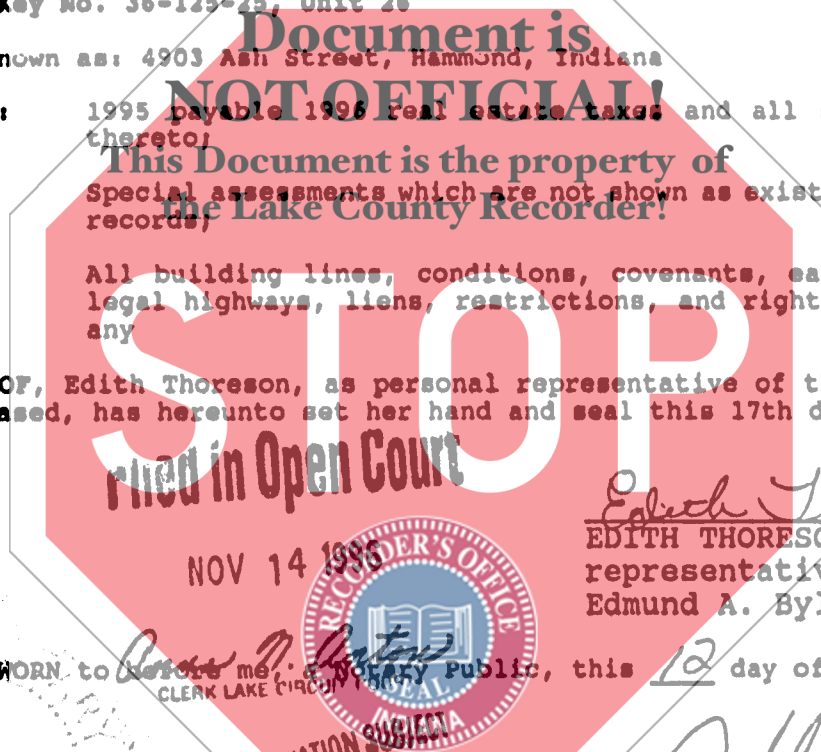 Key No. 36-125-25, Unit 26
Document is
nown as: 4903 Ash Street, Hammond, Indiana
NOT OFFICIAL!
1995 payable 1996 real estate taxes and all
thereto;
This Document is the property of
Special assessments which are not shown as exist
the Lake County Recorder!
records;
All building lines, conditions, covenants, ea
legal highways, liens, restrictions, and right
any
STOP
OF, Edith Thoreson, as personal representative of t
ased, has hereunto set her hand and seal this 17th d
Filed in Open Court
Edith T
EDITH THORESO
NOV 14 1996
representativ
Edmund A. Byl
RECORDER'S OFFICE
SEAL
INDIANA
WORN to before me, a Notary Public, this 12 day of
CLERK LAKE CIRCUIT